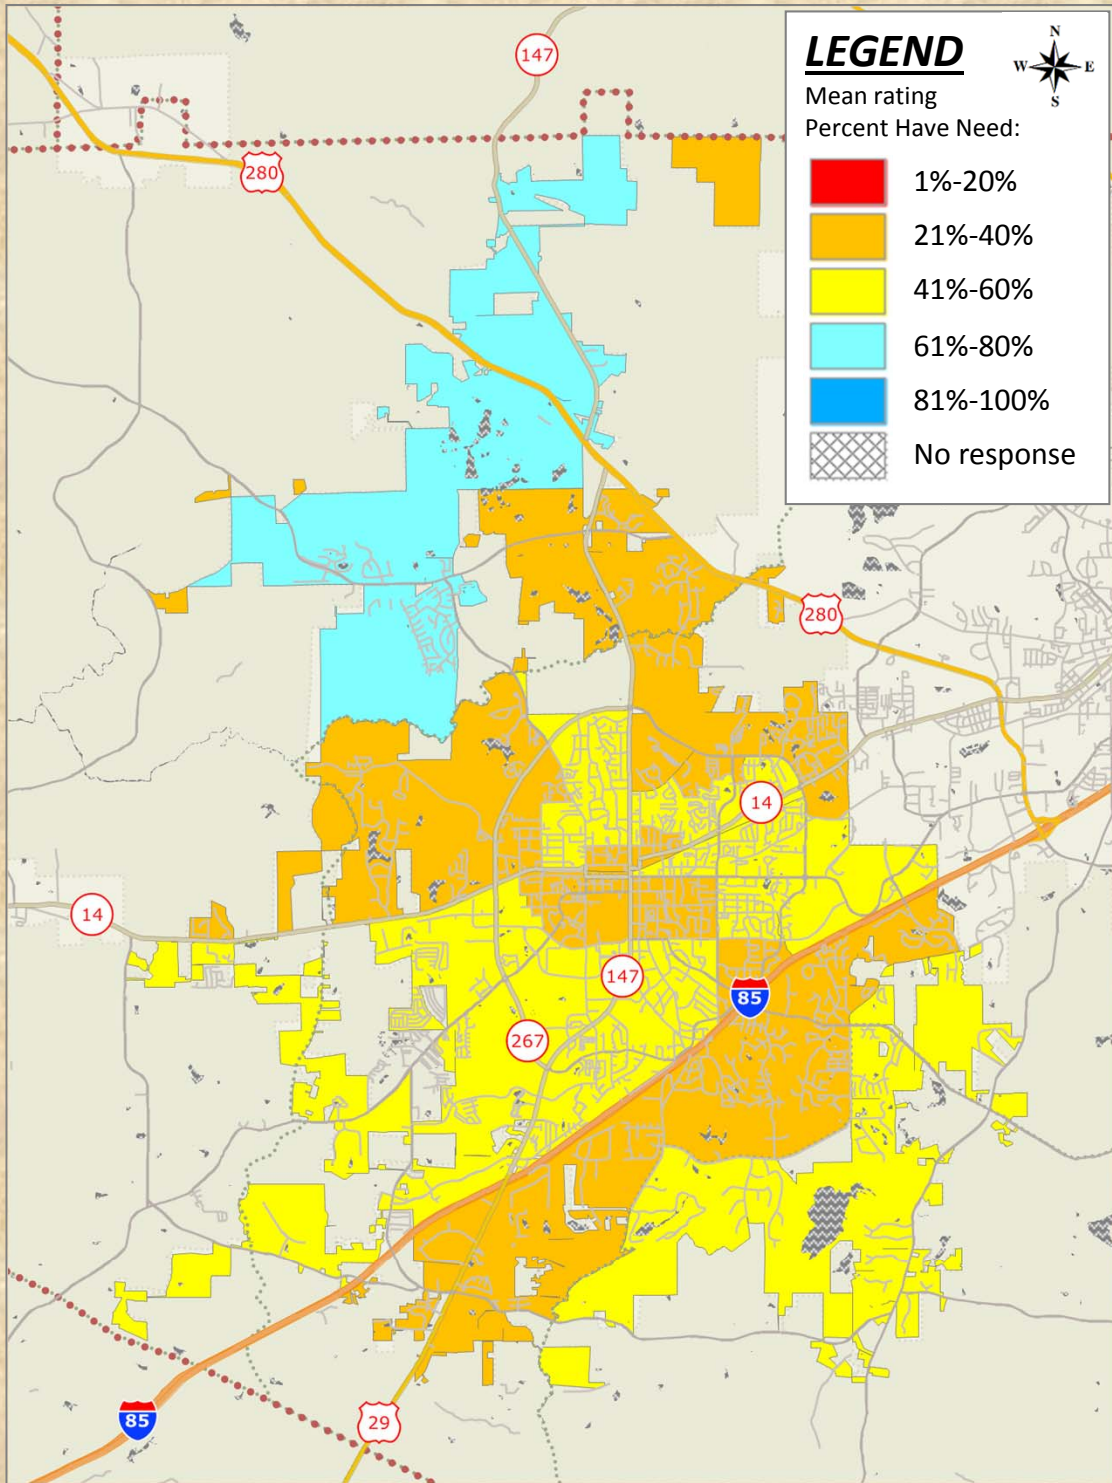 LEGEND
N
W E
S
Mean rating
Percent Have Need:
1%-20%
21%-40%
41%-60%
61%-80%
81%-100%
No response
147
280
280
14
14
147
85
267
85
29